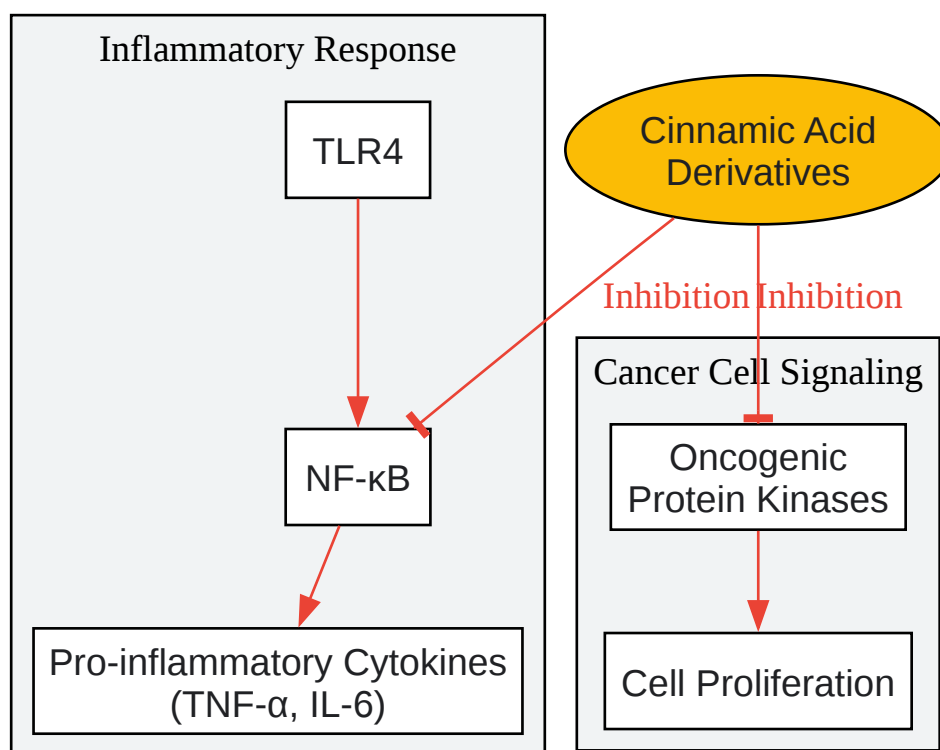 Inflammatory Response
TLR4
NF-κB
Pro-inflammatory Cytokines
(TNF-α, IL-6)
Cinnamic Acid
Derivatives
Inhibition
Inhibition
Cancer Cell Signaling
Oncogenic
Protein Kinases
Cell Proliferation